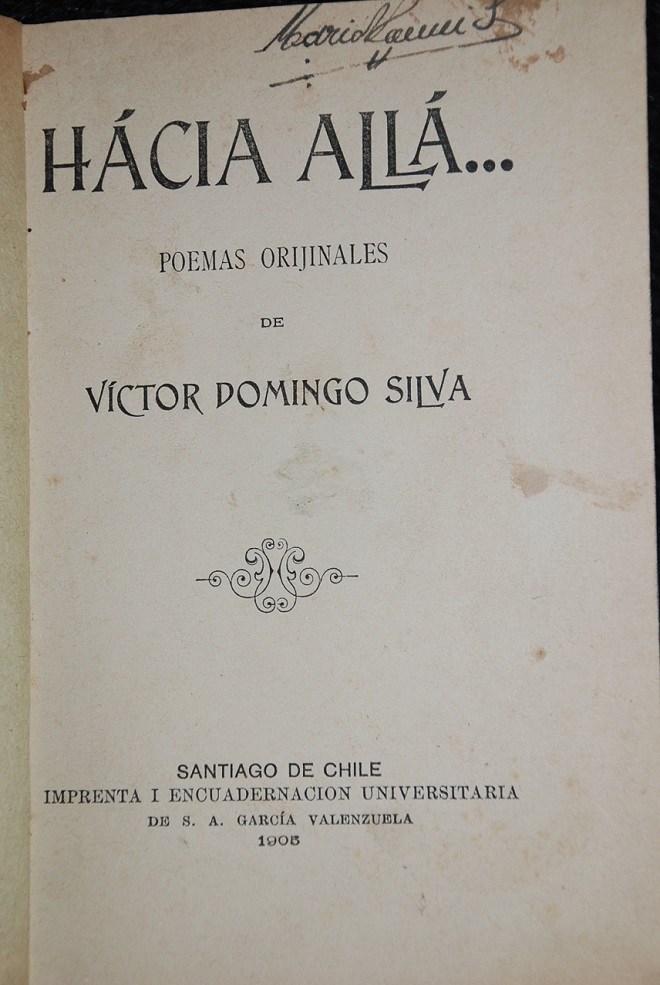 HÁCIA ALLÁ...
POEMAS ORIJINALES
DE
VÍCTOR DOMINGO SILVA
SANTIAGO DE CHILE
IMPRENTA I ENCUADERNACION UNIVERSITARIA
DE S. A. GARCÍA VALENZUELA
1905